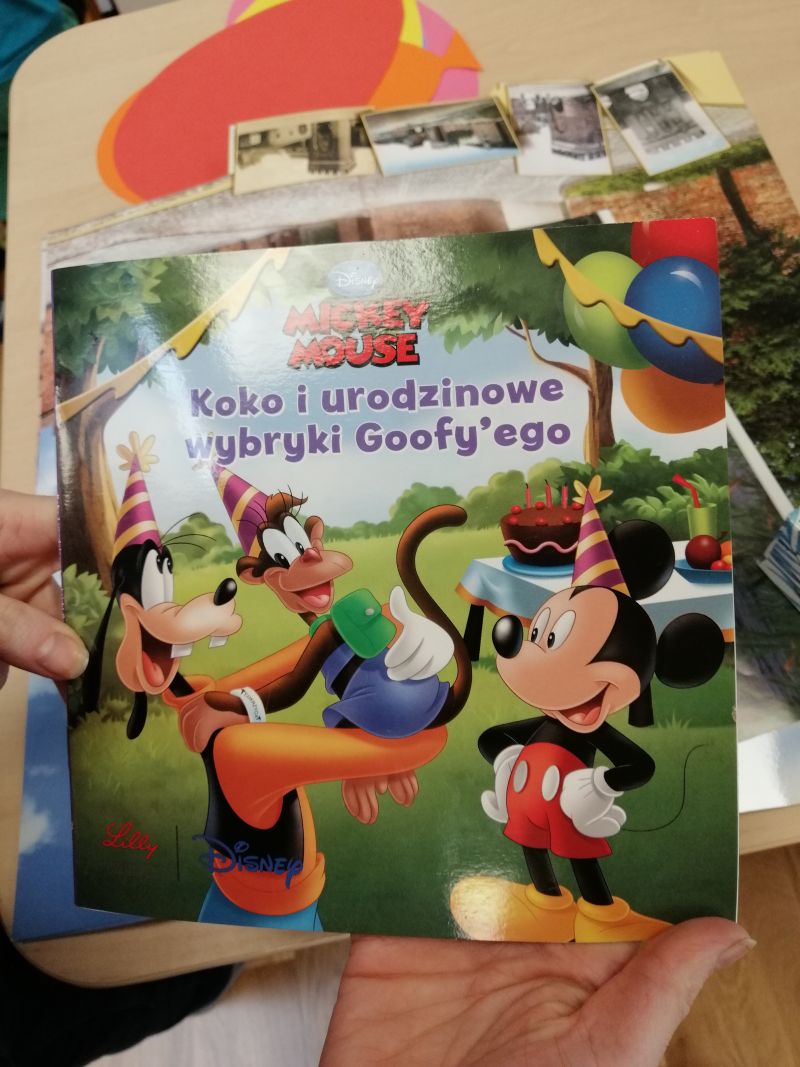 Disney
MICKEY
MOUSE
Koko i urodzinowe
wybryki Goofy'ego
Lilly
Disney